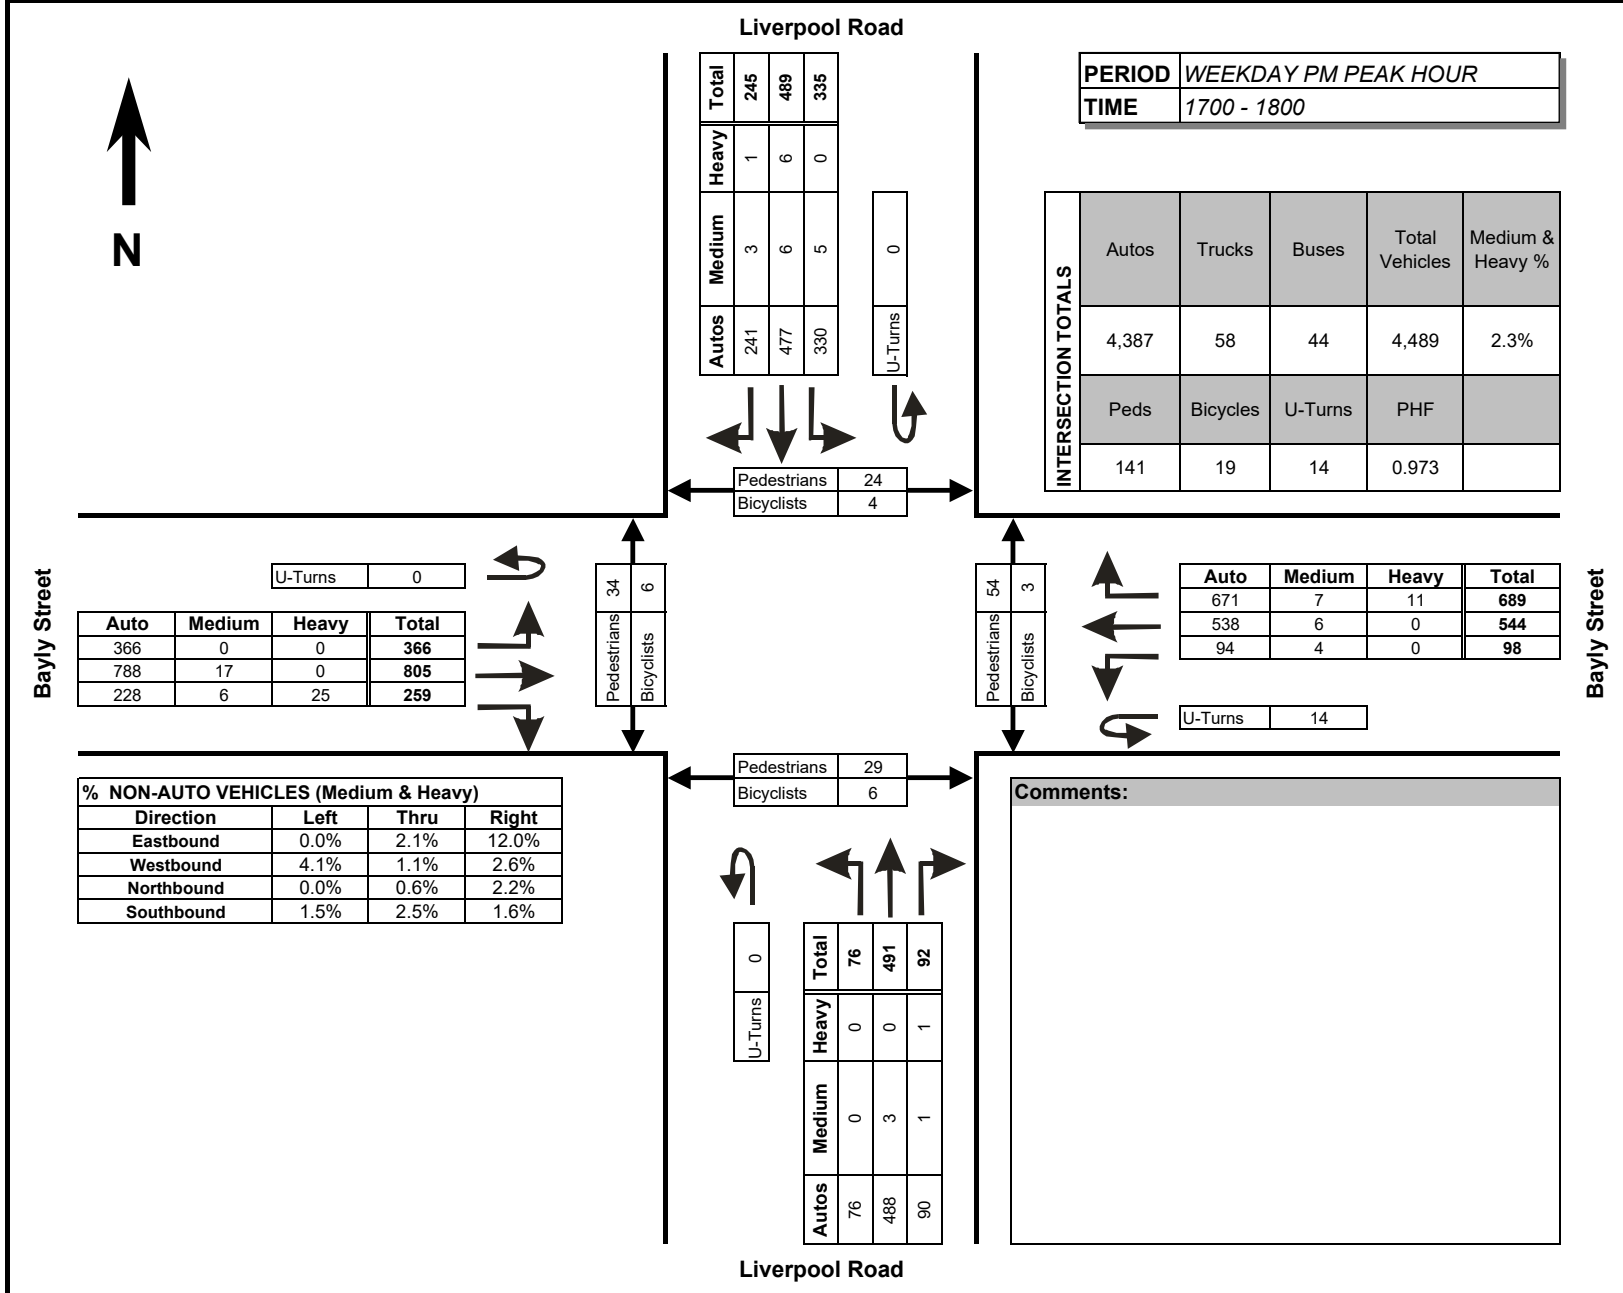 Liverpool Road
PERIOD WEEKDAY PM PEAK HOUR
TIME 1700 - 1800
N
Total 245 489 335
Heavy 1 6 0
Medium 3 6 5
Autos 241 477 330
0
U-Turns
INTERSECTION TOTALS
Autos Trucks Buses Total Vehicles Medium & Heavy %
4,387 58 44 4,489 2.3%
Peds Bicycles U-Turns PHF
141 19 14 0.973
Pedestrians 24
Bicyclists 4
Bayly Street
U-Turns 0
Auto Medium Heavy Total
366 0 0 366
788 17 0 805
228 6 25 259
Pedestrians 34
Bicyclists 6
Pedestrians 54
Bicyclists 3
Auto Medium Heavy Total
671 7 11 689
538 6 0 544
94 4 0 98
U-Turns 14
Bayly Street
Pedestrians 29
Bicyclists 6
% NON-AUTO VEHICLES (Medium & Heavy)
Direction Left Thru Right
Eastbound 0.0% 2.1% 12.0%
Westbound 4.1% 1.1% 2.6%
Northbound 0.0% 0.6% 2.2%
Southbound 1.5% 2.5% 1.6%
Comments:
0
U-Turns
Total 76 491 92
Heavy 0 0 1
Medium 0 3 1
Autos 76 488 90
Liverpool Road